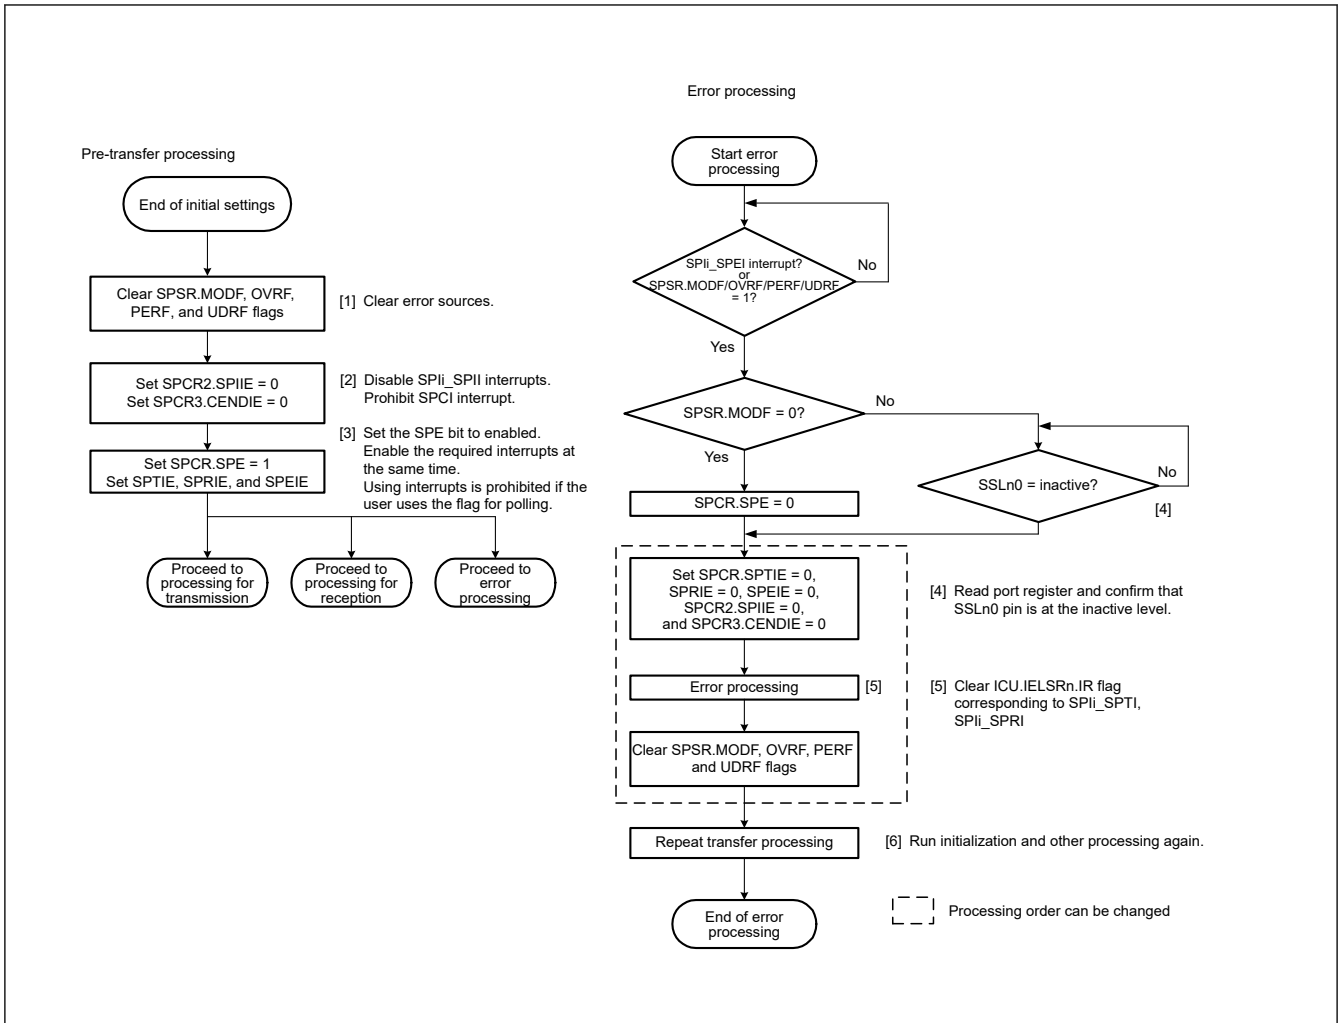 Pre-transfer processing
End of initial settings
Clear SPSR.MODF, OVRF,
PERF, and UDRF flags
[1] Clear error sources.
Set SPCR2.SPIIE = 0
Set SPCR3.CENDIE = 0
[2] Disable SPIi_SPII interrupts.
Prohibit SPCI interrupt.
Set SPCR.SPE = 1
Set SPTIE, SPRIE, and SPEIE
[3] Set the SPE bit to enabled.
Enable the required interrupts at
the same time.
Using interrupts is prohibited if the
user uses the flag for polling.
Proceed to
processing for
transmission
Proceed to
processing for
reception
Proceed to
error
processing
Error processing
Start error
processing
SPIi_SPEI interrupt?
or
SPSR.MODF/OVRF/PERF/UDRF
= 1?
No
Yes
SPSR.MODF = 0?
No
Yes
SSLn0 = inactive?
No
[4]
SPCR.SPE = 0
Set SPCR.SPTIE = 0,
SPRIE = 0, SPEIE = 0,
SPCR2.SPIIE = 0,
and SPCR3.CENDIE = 0
[4] Read port register and confirm that
SSLn0 pin is at the inactive level.
Error processing
[5]
[5] Clear ICU.IELSRn.IR flag
corresponding to SPIi_SPTI,
SPIi_SPRI
Clear SPSR.MODF, OVRF, PERF
and UDRF flags
Repeat transfer processing
[6] Run initialization and other processing again.
End of error
processing
Processing order can be changed